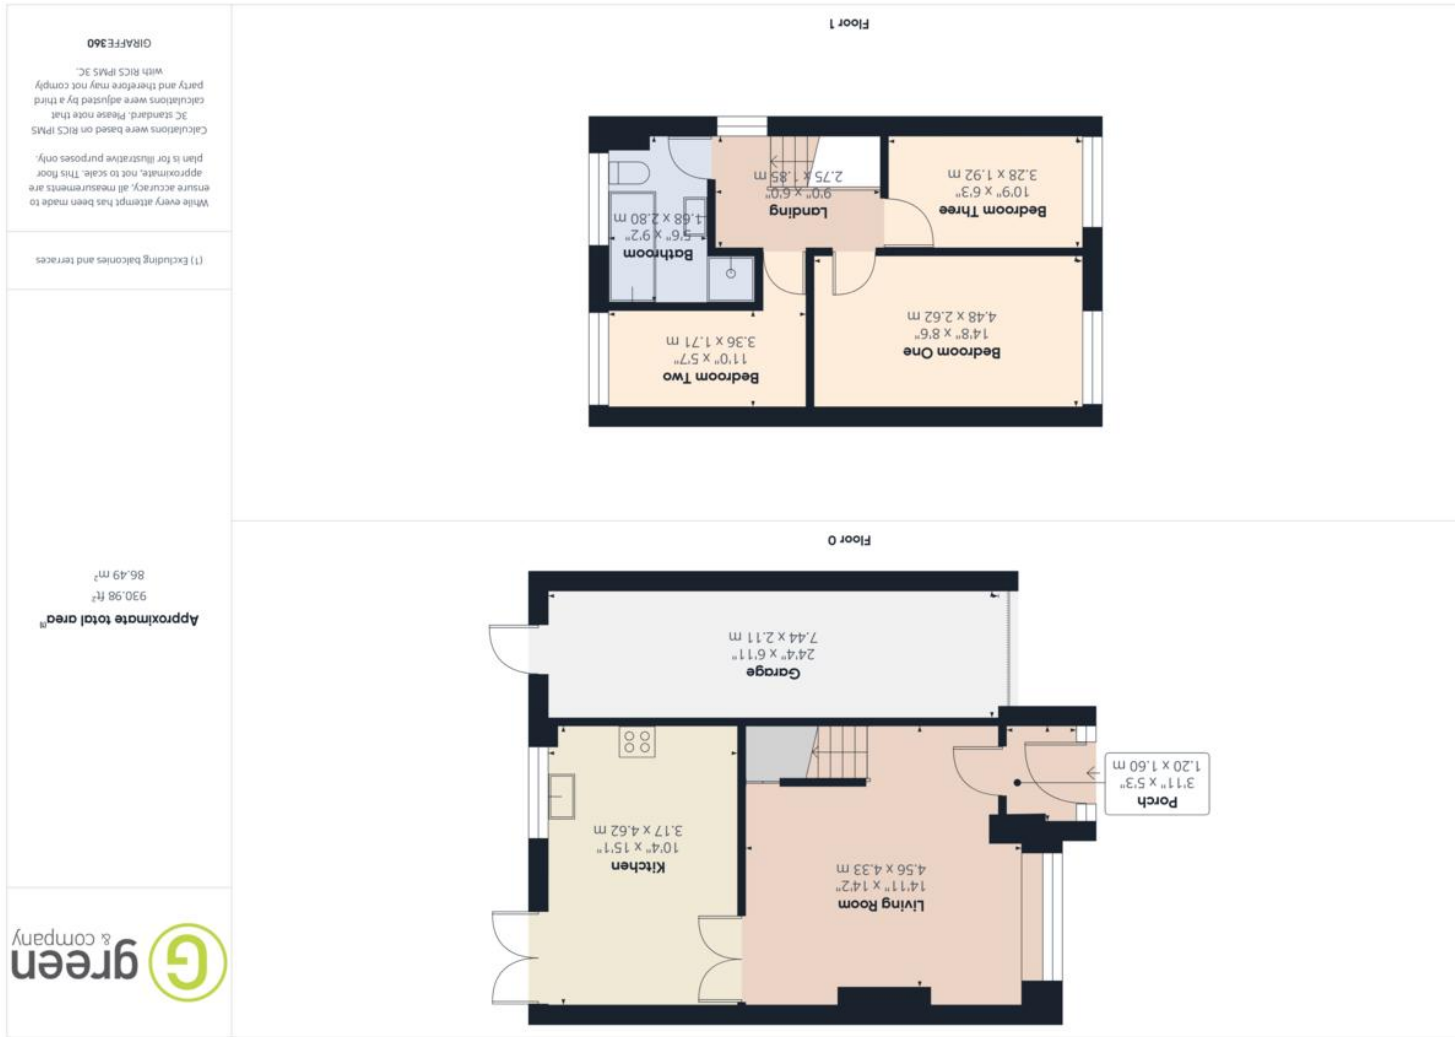 Living Room
14'11" x 14'2"
4.56 x 4.33 m
Kitchen
10'4" x 15'1"
3.17 x 4.62 m
Porch
3'11" x 5'3"
1.20 x 1.60 m
Garage
24'4" x 6'11"
7.44 x 2.11 m
Floor 0
Bedroom One
14'8" x 8'6"
4.48 x 2.62 m
Bedroom Two
11'0" x 5'7"
3.36 x 1.71 m
Bathroom
5'6" x 9'2"
1.68 x 2.80 m
Landing
9'0" x 6'0"
2.75 x 1.85 m
Bedroom Three
10'9" x 6'3"
3.28 x 1.92 m
Floor 1
G green
& company
Approximate total area(1)
930.98 ft²
86.49 m²
(1) Excluding balconies and terraces
While every attempt has been made to
ensure accuracy, all measurements are
approximate, not to scale. This floor
plan is for illustrative purposes only.
Calculations were based on RICS IPMS
3C standard. Please note that
calculations were adjusted by a third
party and therefore may not comply
with RICS IPMS 3C.
GIRAFFE360